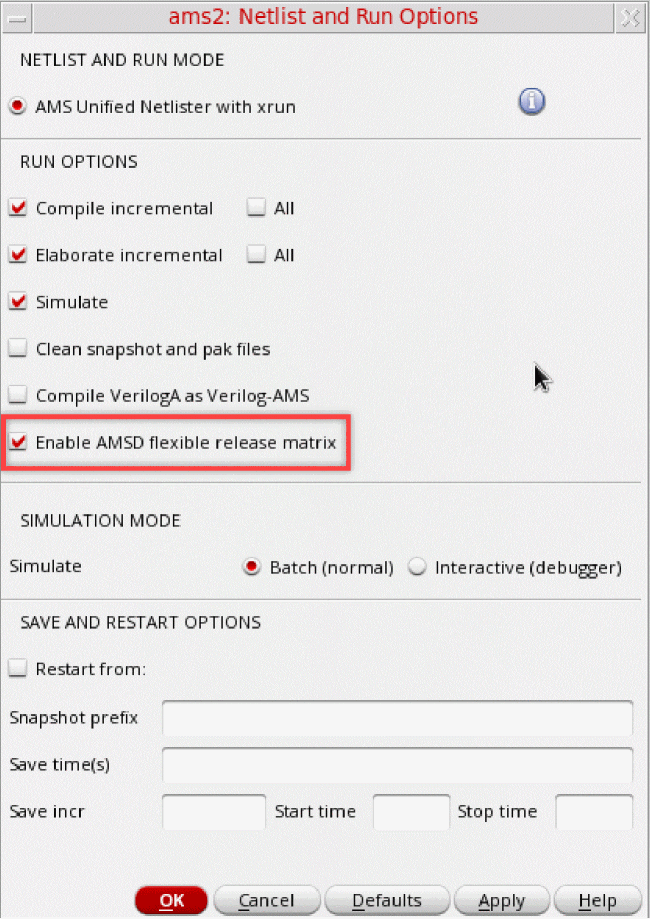 ams2: Netlist and Run Options
NETLIST AND RUN MODE
AMS Unified Netlister with xrun
RUN OPTIONS
Compile incremental All
Elaborate incremental All
Simulate
Clean snapshot and pak files
Compile VerilogA as Verilog-AMS
Enable AMSD flexible release matrix
SIMULATION MODE
Simulate Batch (normal) Interactive (debugger)
SAVE AND RESTART OPTIONS
Restart from:
Snapshot prefix
Save time(s)
Save incr Start time Stop time
OK Cancel Defaults Apply Help